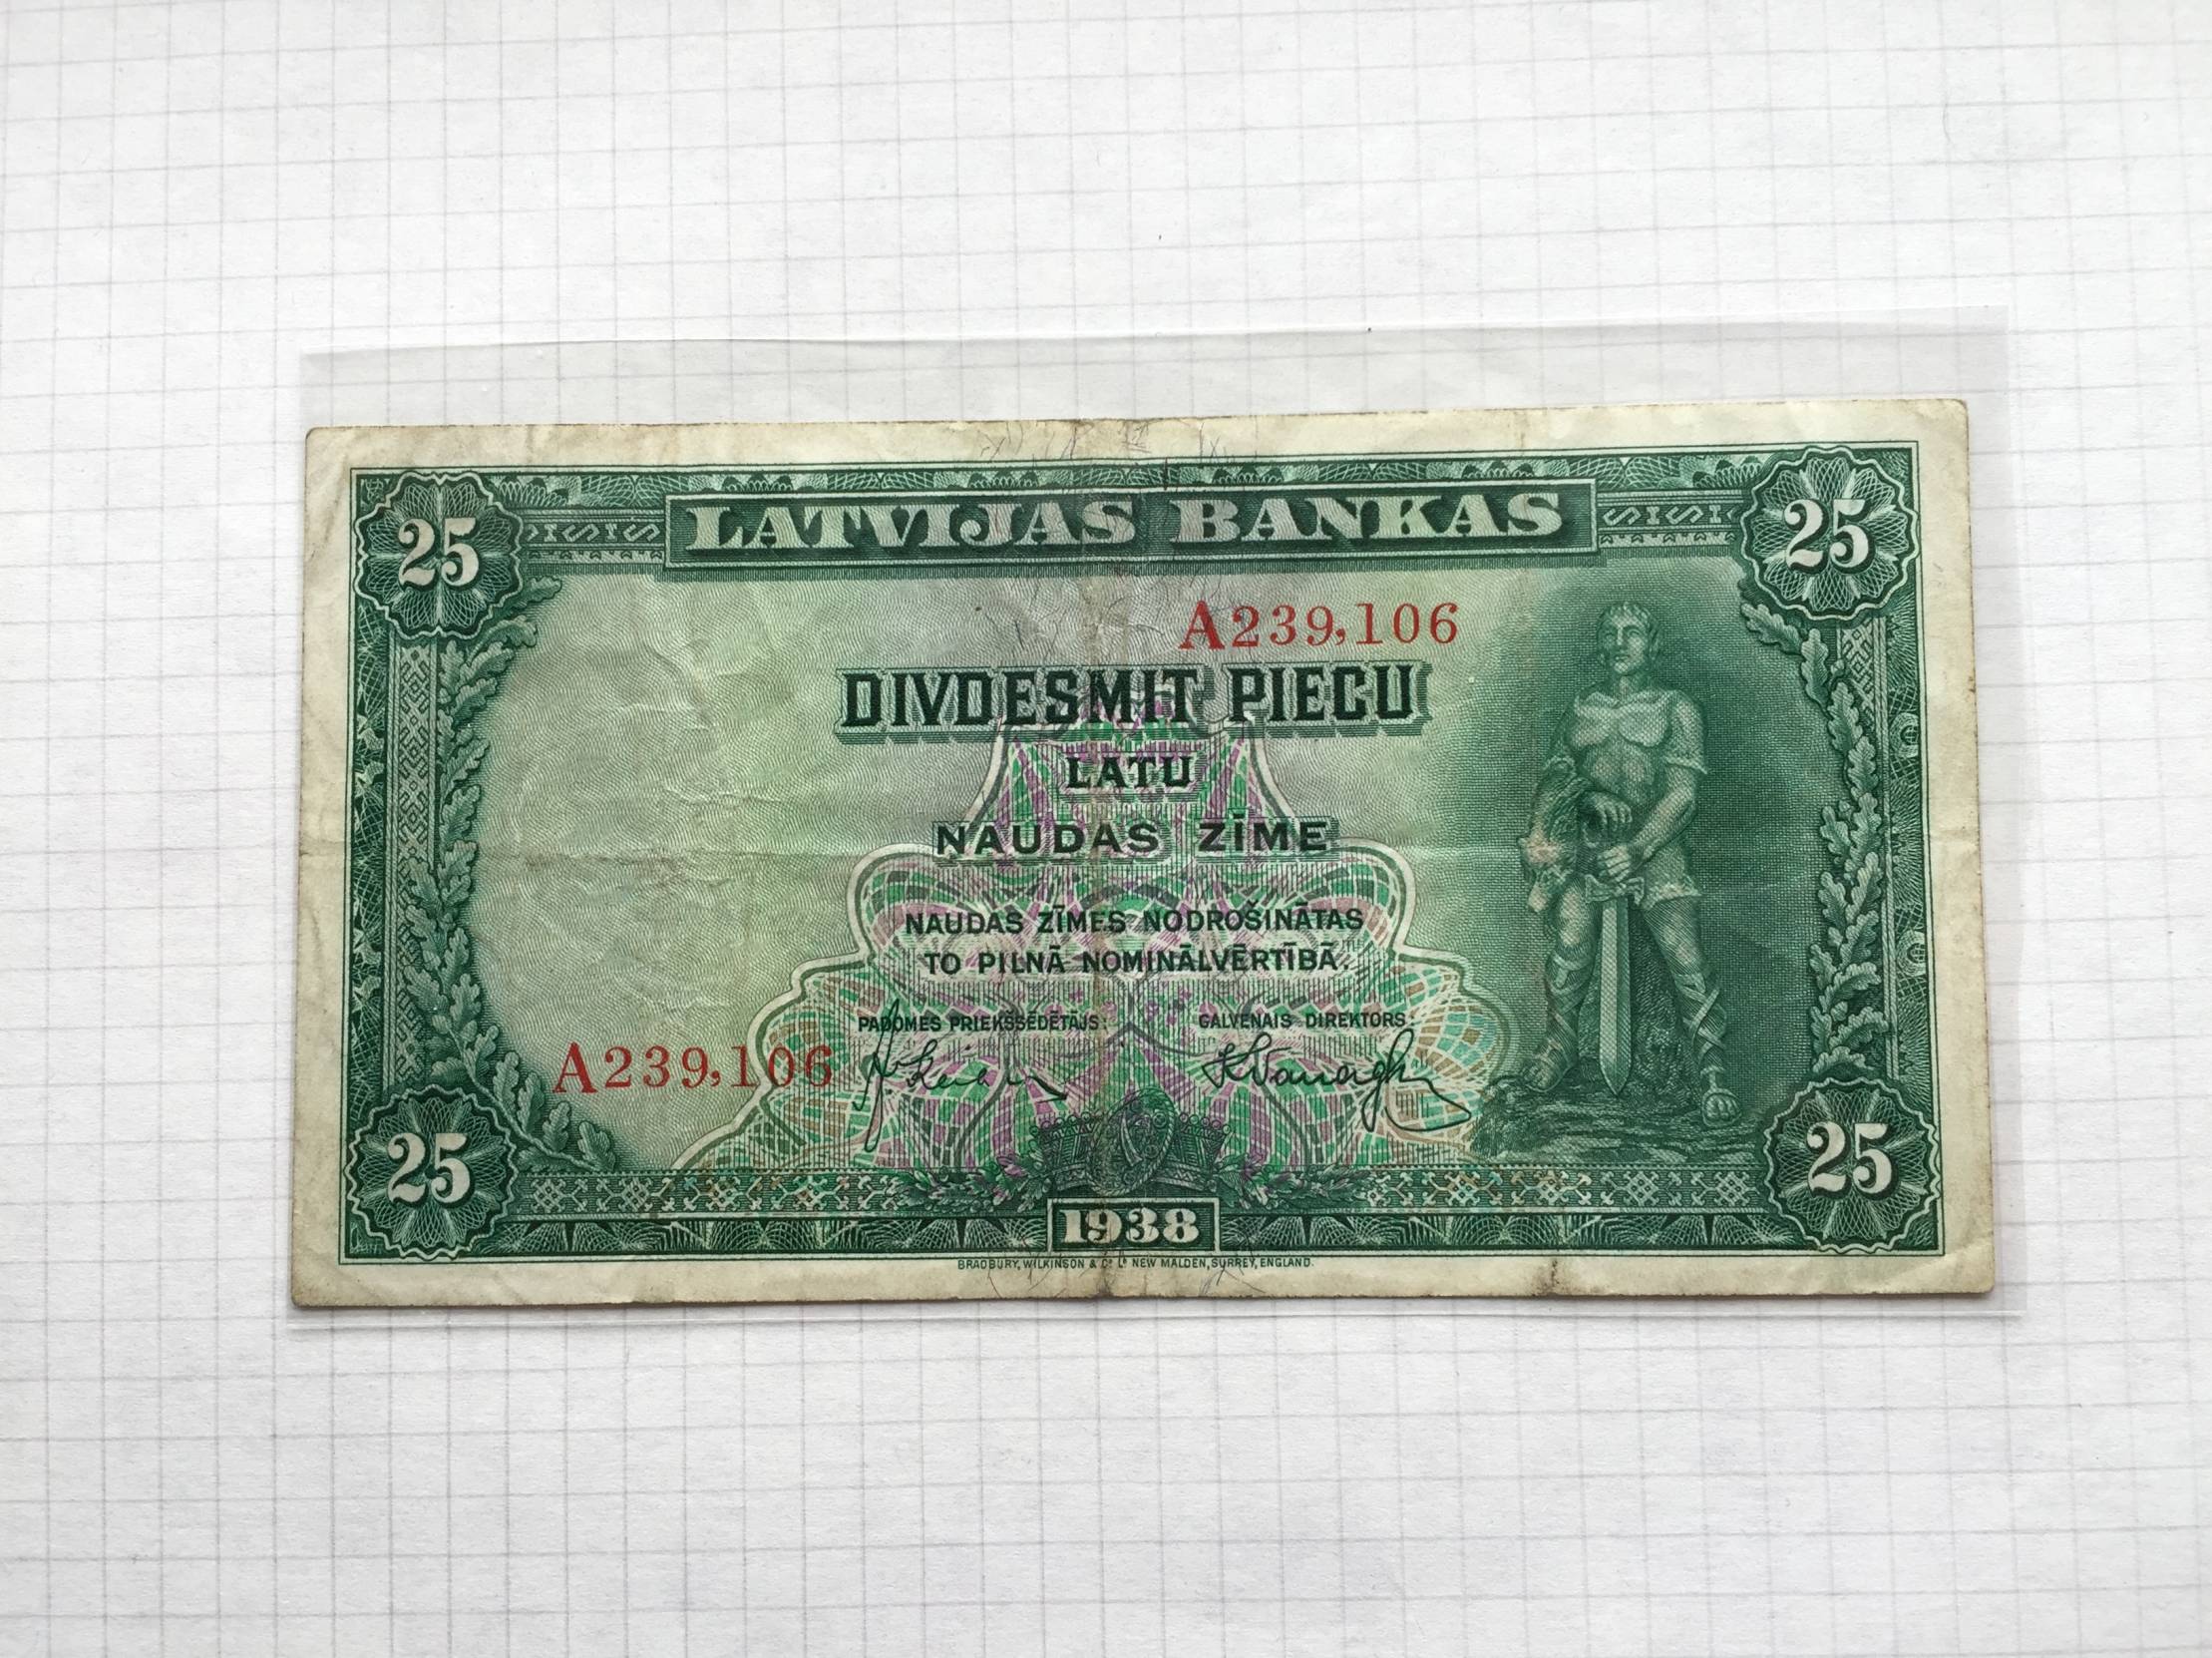 25 LATVIJAS BANKAS 25
A239,106
DIVDESMIT PIECU
LATU
NAUDAS ZĪME
NAUDAS ZĪMES NODROŠINĀTAS
TO PILNĀ NOMINĀLVĒRTĪBĀ.
PADOMES PRIEKŠSĒDĒTĀJS: GALVENAIS DIREKTORS:
A239,106
25 25
1938
BRADBURY, WILKINSON & Cº Lᵈ NEW MALDEN, SURREY, ENGLAND.